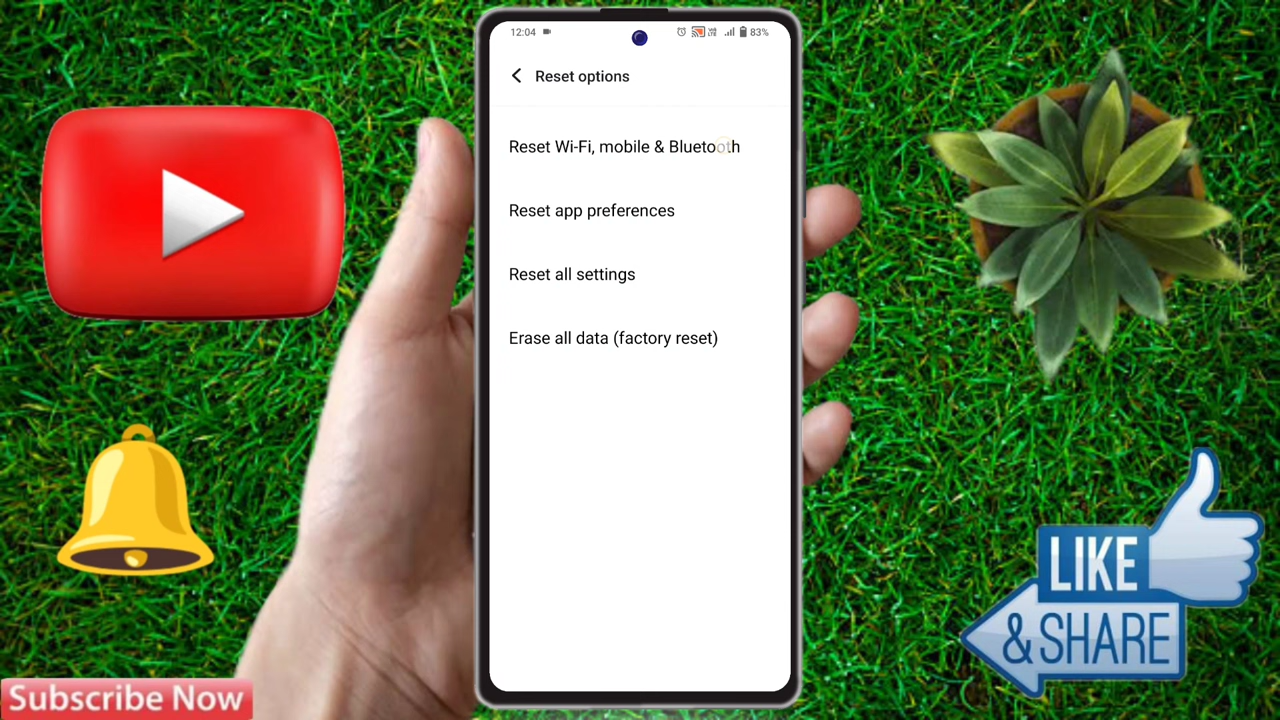 12:04
83%
Reset options
Reset Wi-Fi, mobile & Bluetooth
Reset app preferences
Reset all settings
Erase all data (factory reset)
LIKE
& SHARE
Subscribe Now